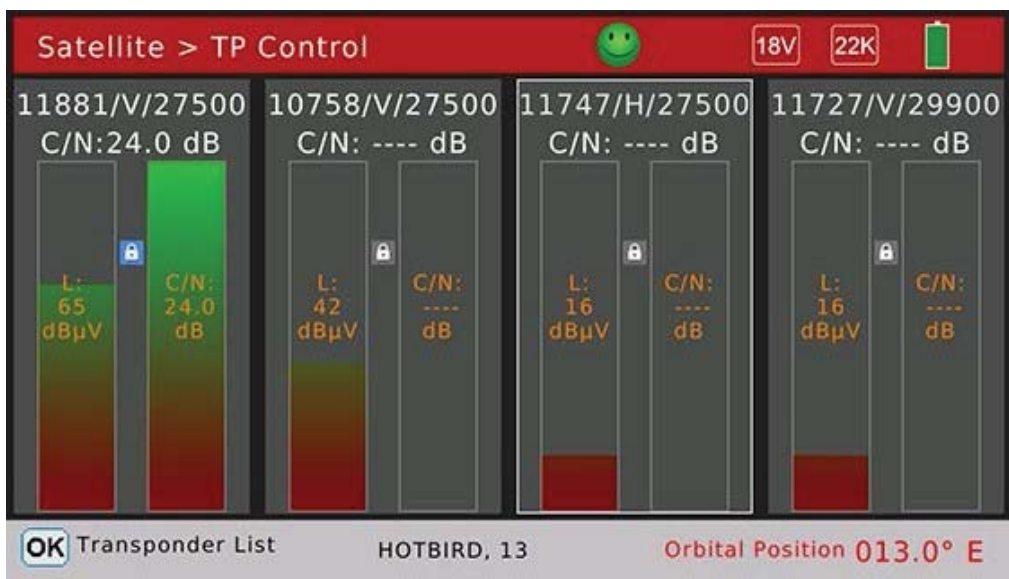 Satellite > TP Control
18V
22K
11881/V/27500
C/N:24.0 dB
L:
65
dBµV
C/N:
24.0
dB
10758/V/27500
C/N: ---- dB
L:
42
dBµV
C/N:
----
dB
11747/H/27500
C/N: ---- dB
L:
16
dBµV
C/N:
----
dB
11727/V/29900
C/N: ---- dB
L:
16
dBµV
C/N:
----
dB
OK Transponder List
HOTBIRD, 13
Orbital Position 013.0° E